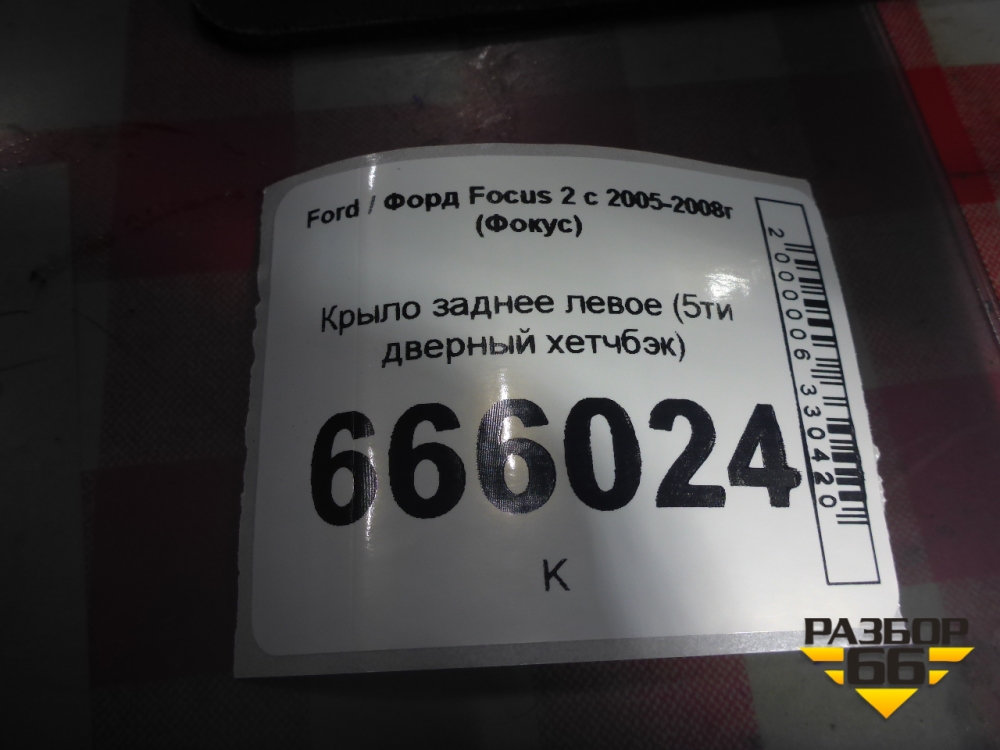 Ford / Форд Focus 2 с 2005-2008г
(Фокус)
Крыло заднее левое (5ти
дверный хетчбэк)
666024
К
2000006330420
РАЗБОР
66